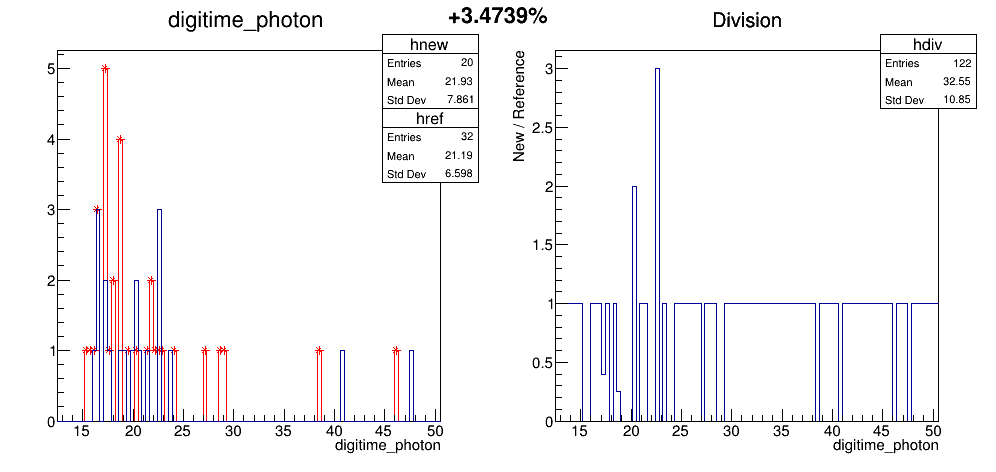 +3.4739%
digitime_photon
hnew
Entries 20
Mean 21.93
Std Dev 7.861
href
Entries 32
Mean 21.19
Std Dev 6.598
5
4
3
2
1
0
15 20 25 30 35 40 45 50
digitime_photon
Division
hdiv
Entries 122
Mean 32.55
Std Dev 10.85
New / Reference
3
2.5
2
1.5
1
0.5
0
15 20 25 30 35 40 45 50
digitime_photon